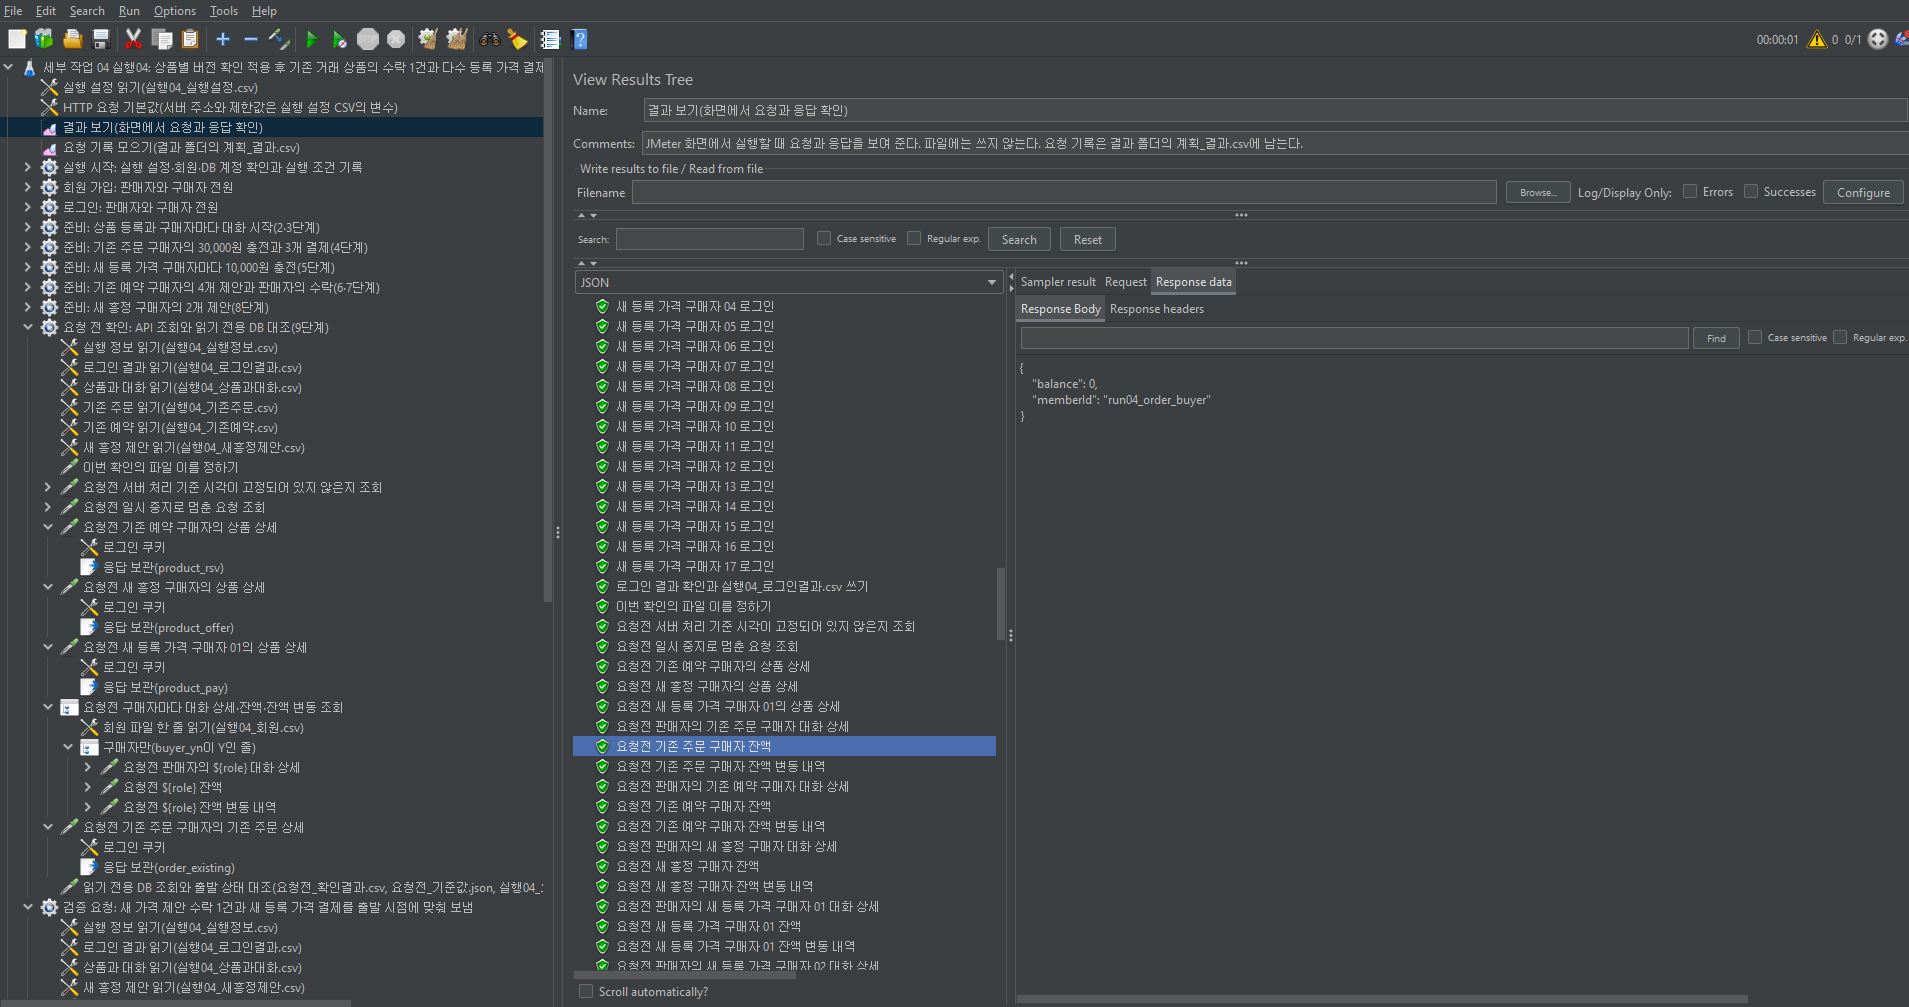 File Edit Search Run Options Tools Help
00:00:01 0 0/1
세부 작업 04 실행04: 상품별 버전 확인 적용 후 기존 거래 상품의 수락 1건과 다수 등록 가격 결제
실행 설정 읽기(실행04_실행설정.csv)
HTTP 요청 기본값(서버 주소와 제한값은 실행 설정 CSV의 변수)
결과 보기(화면에서 요청과 응답 확인)
요청 기록 모으기(결과 폴더의 계획_결과.csv)
실행 시작: 실행 설정·회원·DB 계정 확인과 실행 조건 기록
회원 가입: 판매자와 구매자 전원
로그인: 판매자와 구매자 전원
준비: 상품 등록과 구매자마다 대화 시작(2·3단계)
준비: 기존 주문 구매자의 30,000원 충전과 3개 결제(4단계)
준비: 새 등록 가격 구매자마다 10,000원 충전(5단계)
준비: 기존 예약 구매자의 4개 제안과 판매자의 수락(6·7단계)
준비: 새 흥정 구매자의 2개 제안(8단계)
요청 전 확인: API 조회와 읽기 전용 DB 대조(9단계)
실행 정보 읽기(실행04_실행정보.csv)
로그인 결과 읽기(실행04_로그인결과.csv)
상품과 대화 읽기(실행04_상품과대화.csv)
기존 주문 읽기(실행04_기존주문.csv)
기존 예약 읽기(실행04_기존예약.csv)
새 흥정 제안 읽기(실행04_새흥정제안.csv)
이번 확인의 파일 이름 정하기
요청전 서버 처리 기준 시각이 고정되어 있지 않은지 조회
요청전 일시 중지로 멈춘 요청 조회
요청전 기존 예약 구매자의 상품 상세
로그인 쿠키
응답 보관(product_rsv)
요청전 새 흥정 구매자의 상품 상세
로그인 쿠키
응답 보관(product_offer)
요청전 새 등록 가격 구매자 01의 상품 상세
로그인 쿠키
응답 보관(product_pay)
요청전 구매자마다 대화 상세·잔액·잔액 변동 조회
회원 파일 한 줄 읽기(실행04_회원.csv)
구매자만(buyer_yn이 Y인 줄)
요청전 판매자의 ${role} 대화 상세
요청전 ${role} 잔액
요청전 ${role} 잔액 변동 내역
요청전 기존 주문 구매자의 기존 주문 상세
로그인 쿠키
응답 보관(order_existing)
읽기 전용 DB 조회와 출발 상태 대조(요청전_확인결과.csv, 요청전_기준값.json, 실행04_
검증 요청: 새 가격 제안 수락 1건과 새 등록 가격 결제를 출발 시점에 맞춰 보냄
실행 정보 읽기(실행04_실행정보.csv)
로그인 결과 읽기(실행04_로그인결과.csv)
상품과 대화 읽기(실행04_상품과대화.csv)
새 흥정 제안 읽기(실행04_새흥정제안.csv)
View Results Tree
Name: 결과 보기(화면에서 요청과 응답 확인)
Comments: JMeter 화면에서 실행할 때 요청과 응답을 보여 준다. 파일에는 쓰지 않는다. 요청 기록은 결과 폴더의 계획_결과.csv에 남는다.
Write results to file / Read from file
Filename Browse... Log/Display Only: Errors Successes Configure
Search: Case sensitive Regular exp. Search Reset
JSON
새 등록 가격 구매자 04 로그인
새 등록 가격 구매자 05 로그인
새 등록 가격 구매자 06 로그인
새 등록 가격 구매자 07 로그인
새 등록 가격 구매자 08 로그인
새 등록 가격 구매자 09 로그인
새 등록 가격 구매자 10 로그인
새 등록 가격 구매자 11 로그인
새 등록 가격 구매자 12 로그인
새 등록 가격 구매자 13 로그인
새 등록 가격 구매자 14 로그인
새 등록 가격 구매자 15 로그인
새 등록 가격 구매자 16 로그인
새 등록 가격 구매자 17 로그인
로그인 결과 확인과 실행04_로그인결과.csv 쓰기
이번 확인의 파일 이름 정하기
요청전 서버 처리 기준 시각이 고정되어 있지 않은지 조회
요청전 일시 중지로 멈춘 요청 조회
요청전 기존 예약 구매자의 상품 상세
요청전 새 흥정 구매자의 상품 상세
요청전 새 등록 가격 구매자 01의 상품 상세
요청전 판매자의 기존 주문 구매자 대화 상세
요청전 기존 주문 구매자 잔액
요청전 기존 주문 구매자 잔액 변동 내역
요청전 판매자의 기존 예약 구매자 대화 상세
요청전 기존 예약 구매자 잔액
요청전 기존 예약 구매자 잔액 변동 내역
요청전 판매자의 새 흥정 구매자 대화 상세
요청전 새 흥정 구매자 잔액
요청전 새 흥정 구매자 잔액 변동 내역
요청전 판매자의 새 등록 가격 구매자 01 대화 상세
요청전 새 등록 가격 구매자 01 잔액
요청전 새 등록 가격 구매자 01 잔액 변동 내역
요청전 판매자의 새 등록 가격 구매자 02 대화 상세
Scroll automatically?
Sampler result Request Response data
Response Body Response headers
Find Case sensitive Regular exp.
{
"balance": 0,
"memberId": "run04_order_buyer"
}